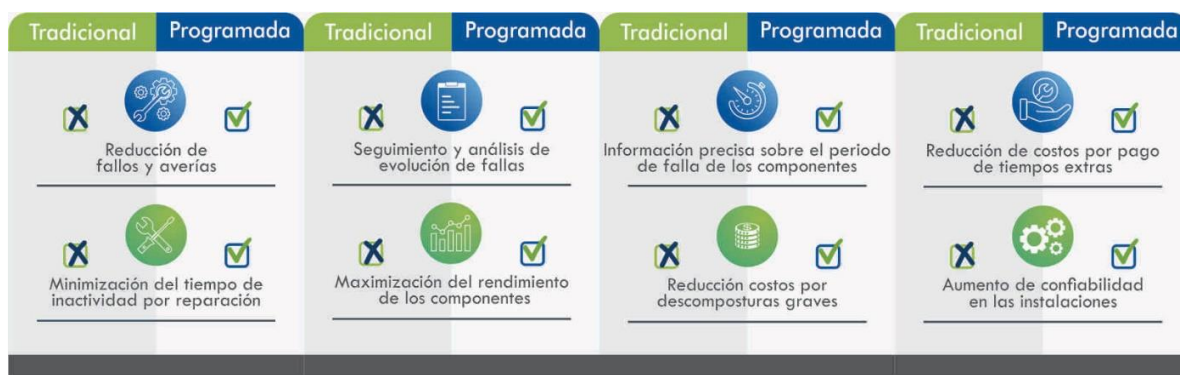 Tradicional Programada
Reducción de
fallos y averías
Minimización del tiempo de
inactividad por reparación
Tradicional Programada
Seguimiento y análisis de
evolución de fallas
Maximización del rendimiento
de los componentes
Tradicional Programada
Información precisa sobre el periodo
de falla de los componentes
Reducción costos por
descomposturas graves
Tradicional Programada
Reducción de costos por pago
de tiempos extras
Aumento de confiabilidad
en las instalaciones